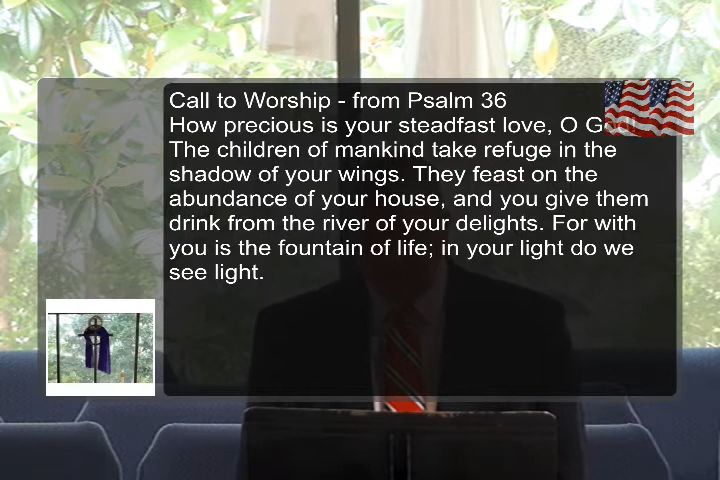 Call to Worship - from Psalm 36
How precious is your steadfast love, O God!
The children of mankind take refuge in the
shadow of your wings. They feast on the
abundance of your house, and you give them
drink from the river of your delights. For with
you is the fountain of life; in your light do we
see light.